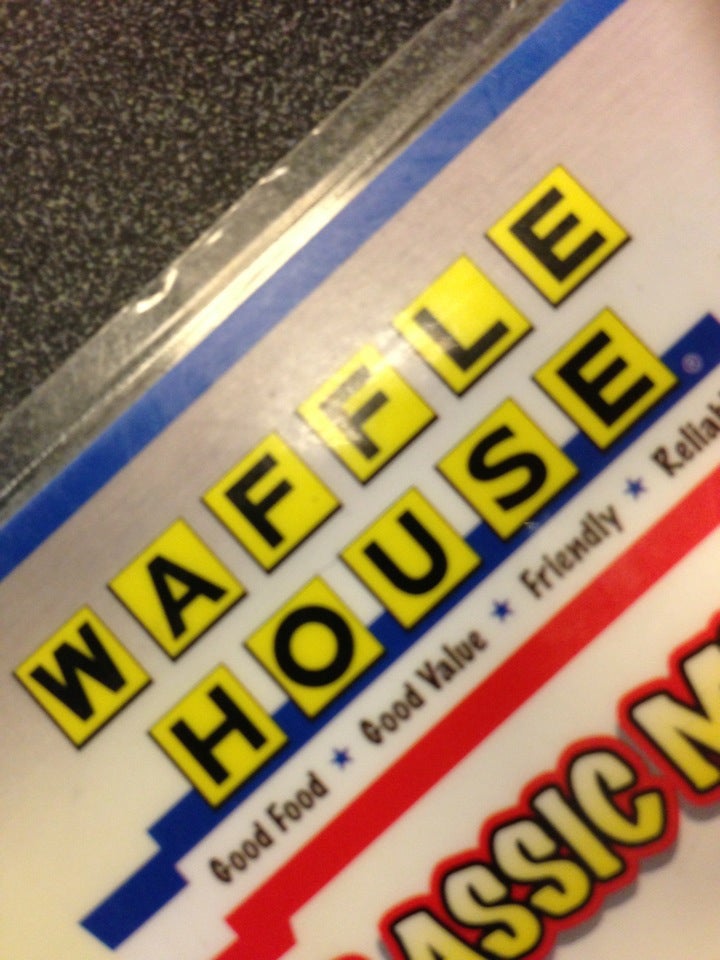 WAFFLE
HOUSE®
Good Food ★ Good Value ★ Friendly ★
ASSIC